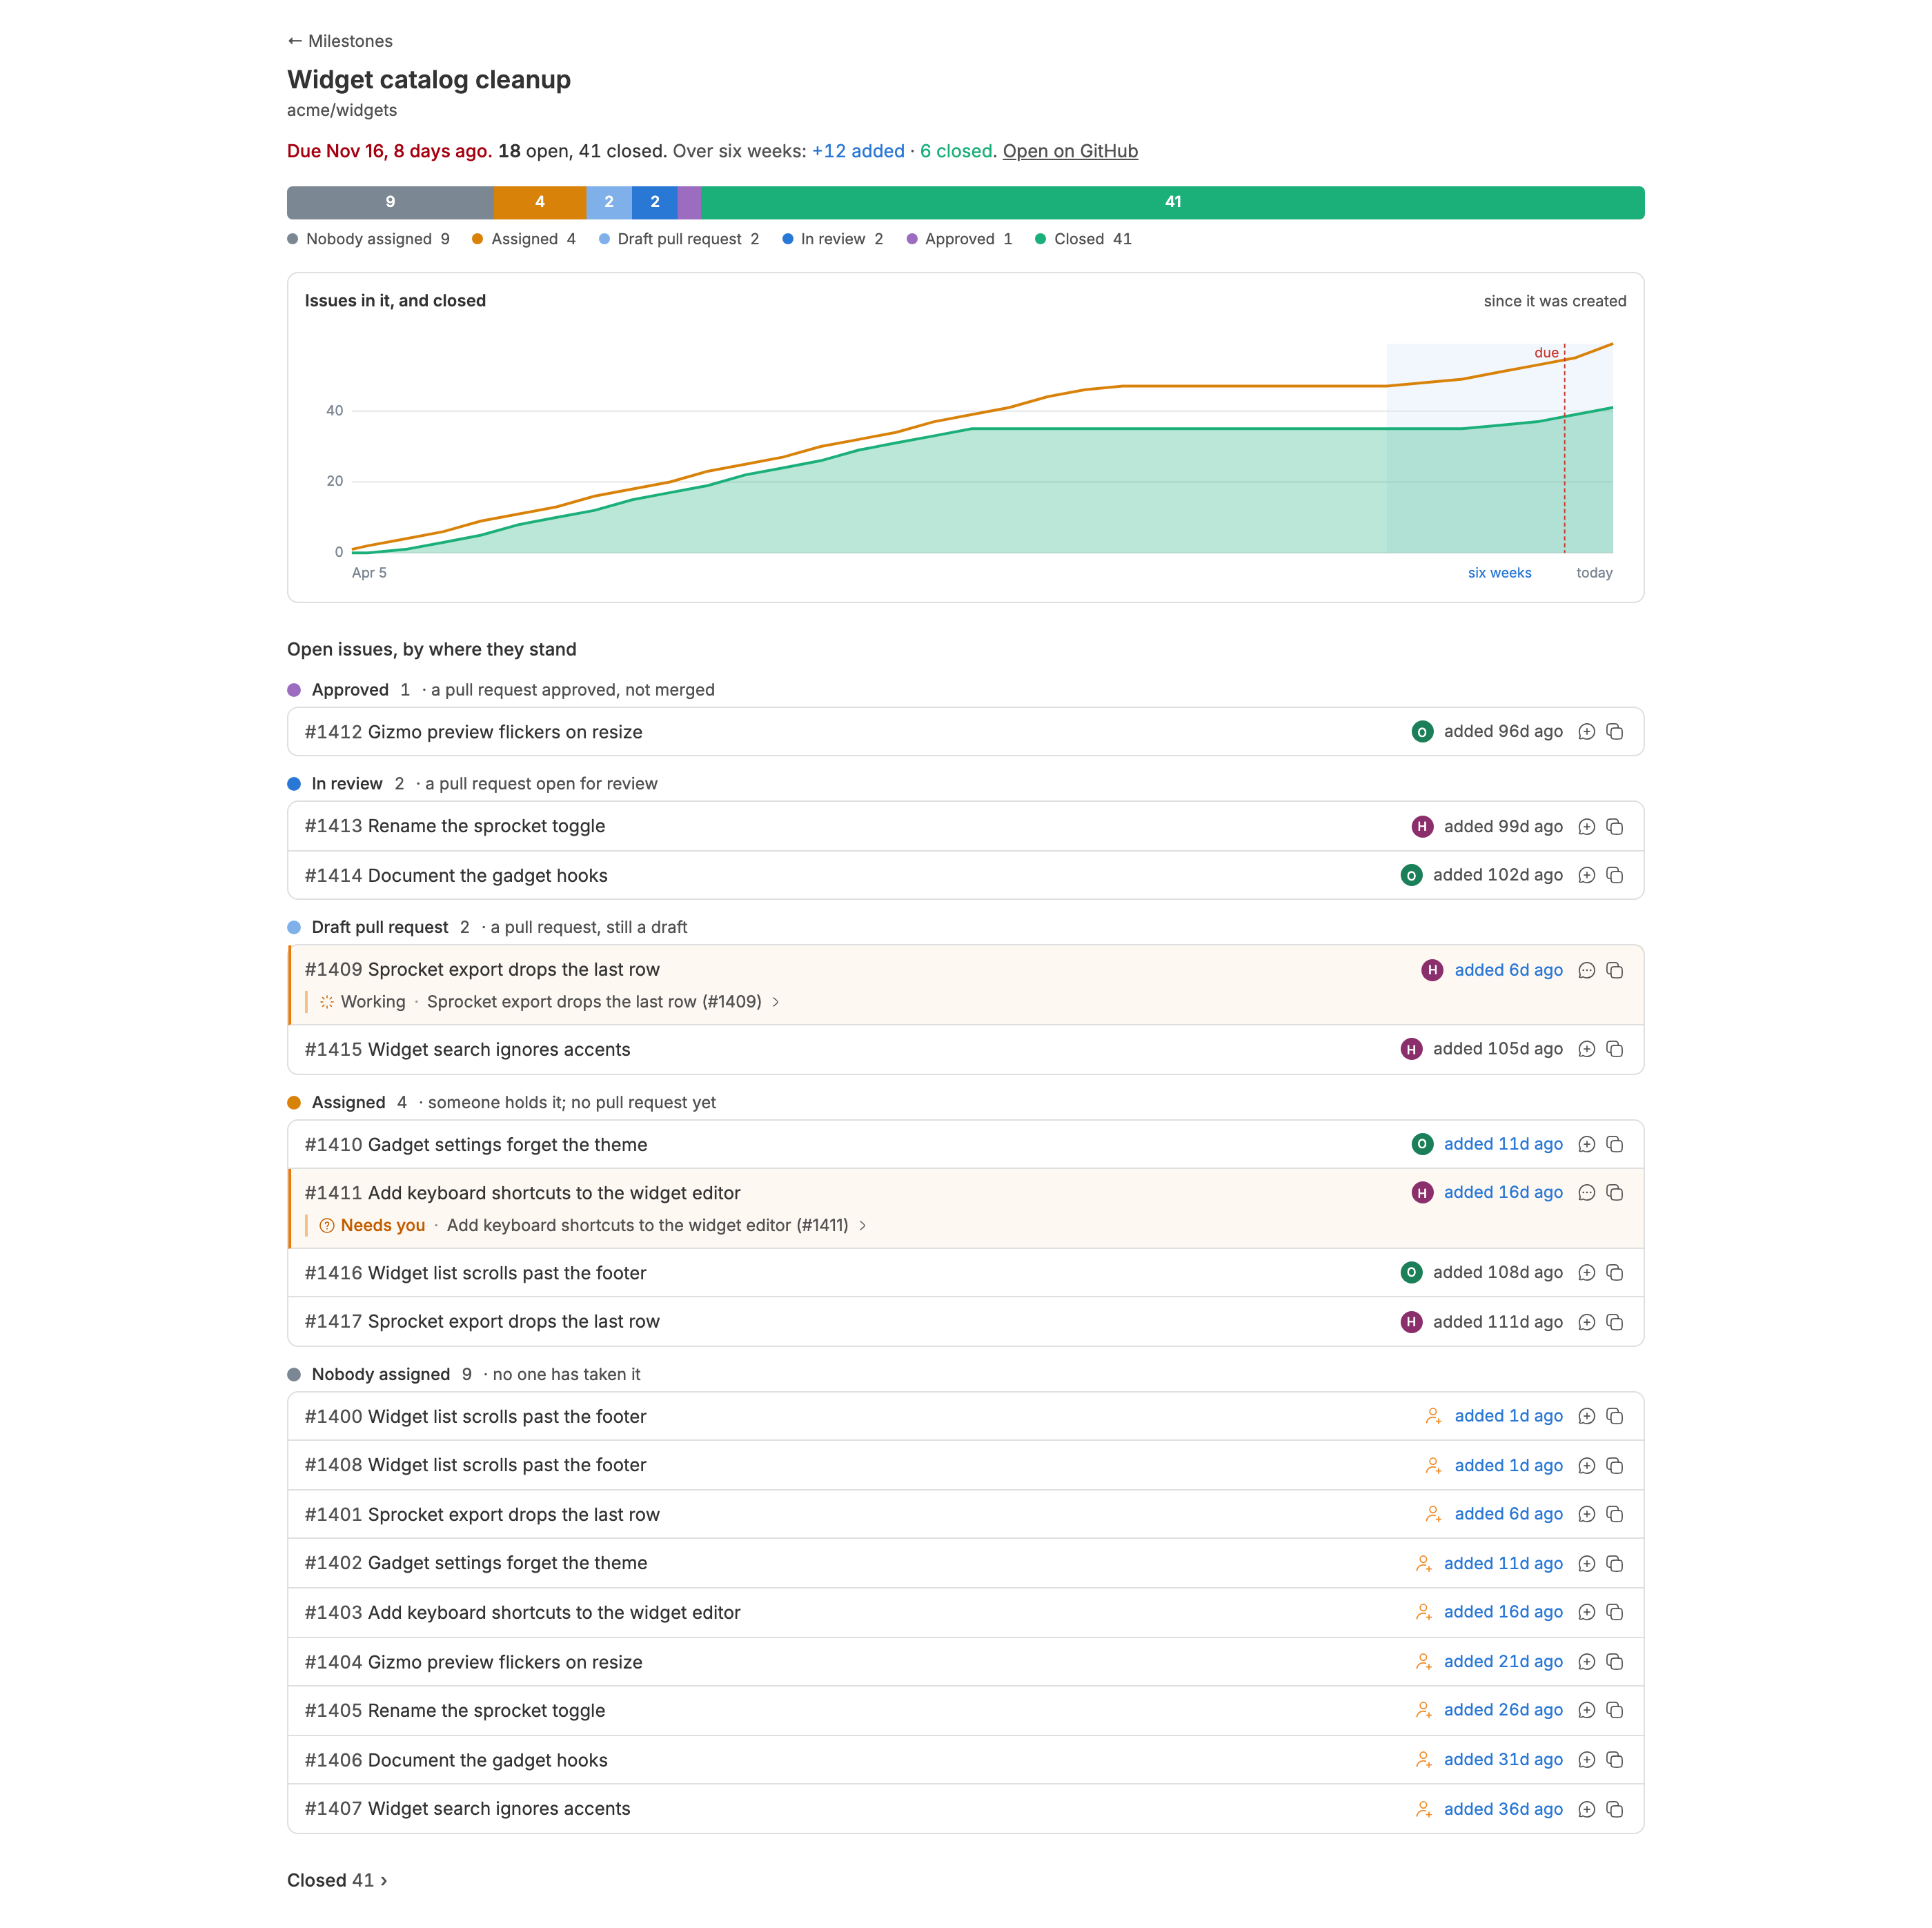 ← Milestones
Widget catalog cleanup
acme/widgets
Due Nov 16, 8 days ago. 18 open, 41 closed. Over six weeks: +12 added · 6 closed. Open on GitHub
9 4 2 2 41
Nobody assigned 9 Assigned 4 Draft pull request 2 In review 2 Approved 1 Closed 41
Issues in it, and closed since it was created
due
40
20
0
Apr 5 six weeks today
Open issues, by where they stand
Approved 1 · a pull request approved, not merged
#1412 Gizmo preview flickers on resize O added 96d ago
In review 2 · a pull request open for review
#1413 Rename the sprocket toggle H added 99d ago
#1414 Document the gadget hooks O added 102d ago
Draft pull request 2 · a pull request, still a draft
#1409 Sprocket export drops the last row H added 6d ago
Working · Sprocket export drops the last row (#1409) >
#1415 Widget search ignores accents H added 105d ago
Assigned 4 · someone holds it; no pull request yet
#1410 Gadget settings forget the theme O added 11d ago
#1411 Add keyboard shortcuts to the widget editor H added 16d ago
Needs you · Add keyboard shortcuts to the widget editor (#1411) >
#1416 Widget list scrolls past the footer O added 108d ago
#1417 Sprocket export drops the last row H added 111d ago
Nobody assigned 9 · no one has taken it
#1400 Widget list scrolls past the footer added 1d ago
#1408 Widget list scrolls past the footer added 1d ago
#1401 Sprocket export drops the last row added 6d ago
#1402 Gadget settings forget the theme added 11d ago
#1403 Add keyboard shortcuts to the widget editor added 16d ago
#1404 Gizmo preview flickers on resize added 21d ago
#1405 Rename the sprocket toggle added 26d ago
#1406 Document the gadget hooks added 31d ago
#1407 Widget search ignores accents added 36d ago
Closed 41 ›